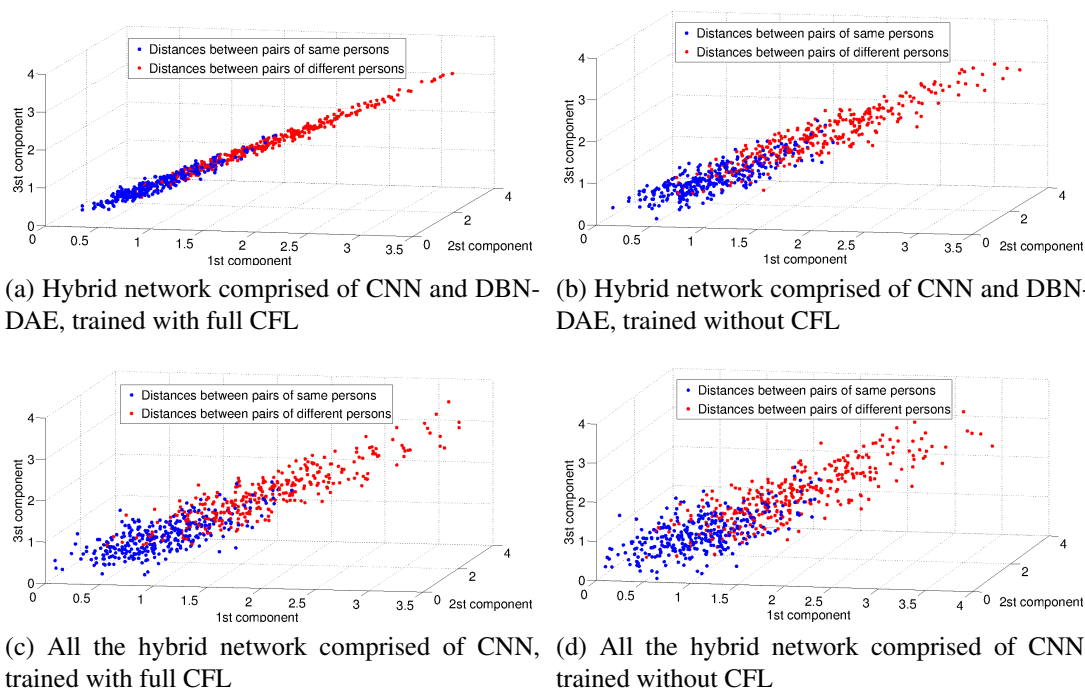 Distances between pairs of same persons
Distances between pairs of different persons
4
3
2
1
0
3st component
0
0.5
1
1.5
2
2.5
3
3.5
1st component
0
2
4
2st component
(a) Hybrid network comprised of CNN and DBN-
DAE, trained with full CFL
Distances between pairs of same persons
Distances between pairs of different persons
4
3
2
1
0
3st component
0
0.5
1
1.5
2
2.5
3
3.5
1st component
0
2
4
2st component
(b) Hybrid network comprised of CNN and DBN-
DAE, trained without CFL
Distances between pairs of same persons
Distances between pairs of different persons
4
3
2
1
0
3st component
0
0.5
1
1.5
2
2.5
3
3.5
1st component
0
2
4
2st component
(c) All the hybrid network comprised of CNN,
trained with full CFL
Distances between pairs of same persons
Distances between pairs of different persons
4
3
2
1
0
3st component
0
0.5
1
1.5
2
2.5
3
3.5
4
1st component
0
2
4
2st component
(d) All the hybrid network comprised of CNN
trained without CFL